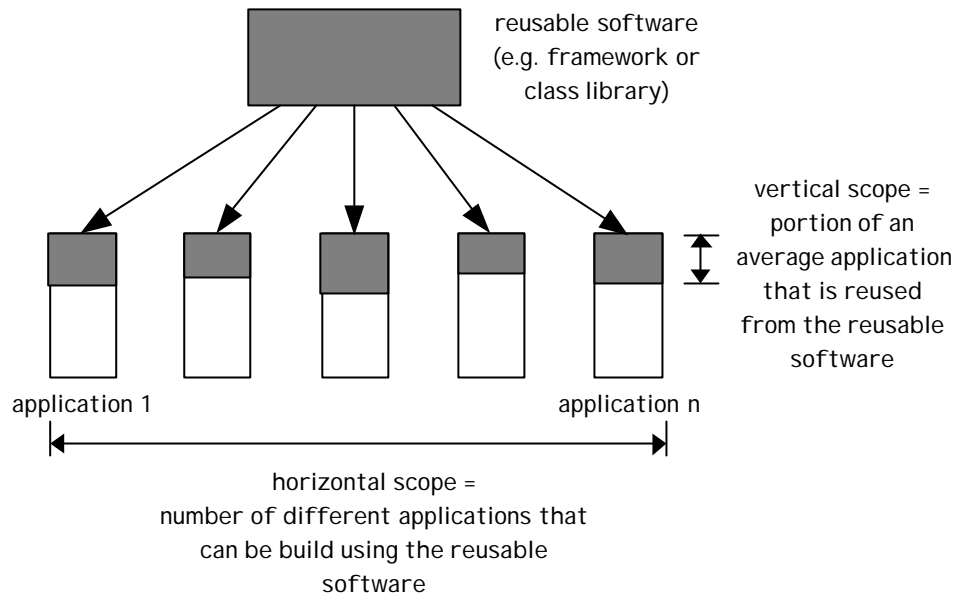 reusable software
(e.g. framework or
class library)
vertical scope =
portion of an
average application
that is reused
from the reusable
software
application 1
application n
horizontal scope =
number of different applications that
can be build using the reusable
software